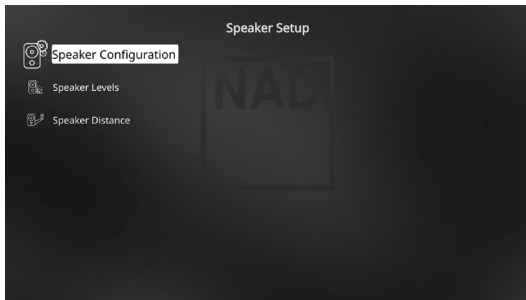 Speaker Setup
Speaker Configuration
NAD
Speaker Levels
Speaker Distance